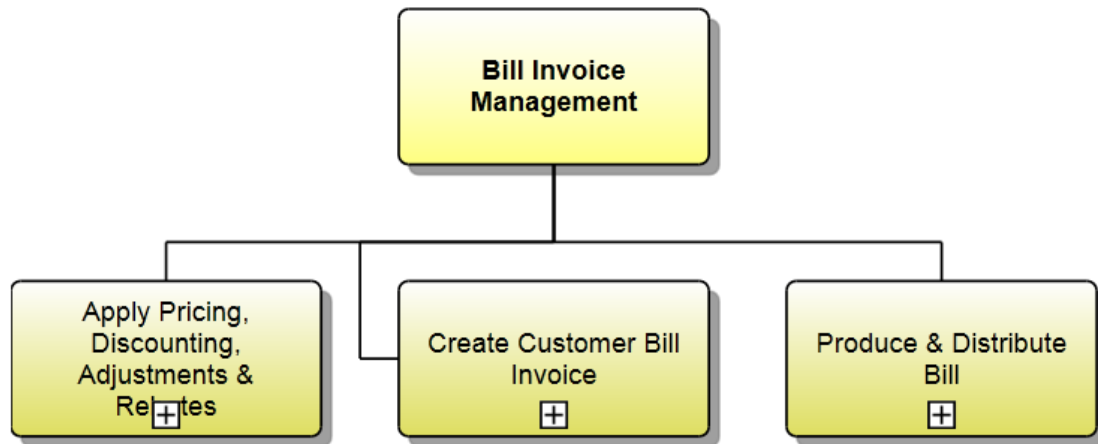 Bill Invoice
Management
Apply Pricing,
Discounting,
Adjustments &
Create Customer Bill
Invoice
Produce & Distribute
Bill